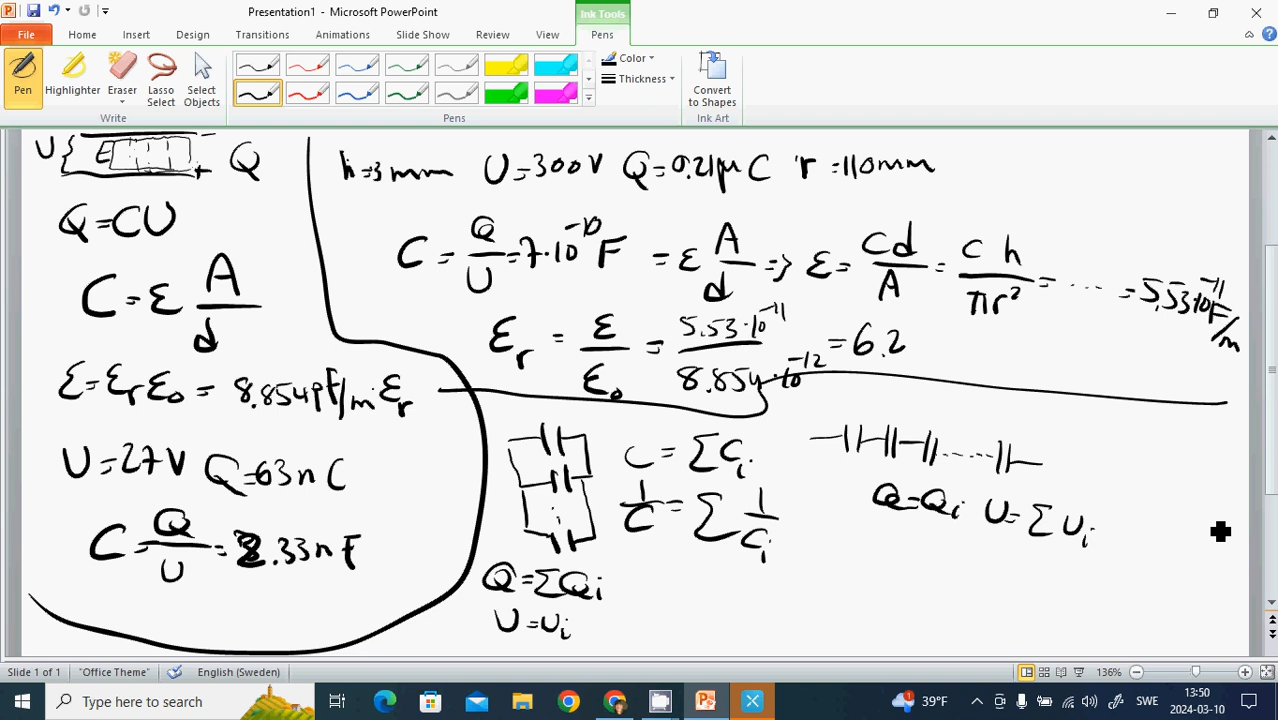 Presentation1 - Microsoft PowerPoint
Ink Tools
File Home Insert Design Transitions Animations Slide Show Review View Pens
Pen Highlighter Eraser Lasso Select Select Objects
Color
Thickness
Convert to Shapes
Write Pens Ink Art
U{ E + Q
Q=CU
C=ε A/d
ε=εrε0=8.854pF/m εr
U=27V Q=63nC
C=Q/U=2.33nF
h=3mm U=300V Q=0.21μC r=110mm
C=Q/U=7·10^-10 F=ε A/d => ε=Cd/A=C h/πr²=....=5.53·10^-11 F/m
εr=ε/ε0=5.53·10^-11/8.854·10^-12=6.2
C=ΣCi
1/C=Σ1/Ci
Q=ΣQi
U=Ui
Q=Qi U=ΣUi
Slide 1 of 1 "Office Theme" English (Sweden) 136%
Type here to search
1 39°F SWE 13:50
2024-03-10